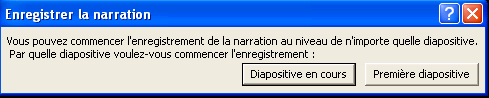 Enregistrer la narration
Vous pouvez commencer l'enregistrement de la narration au niveau de n'importe quelle diapositive.
Par quelle diapositive voulez-vous commencer l'enregistrement :
Diapositive en cours
Première diapositive